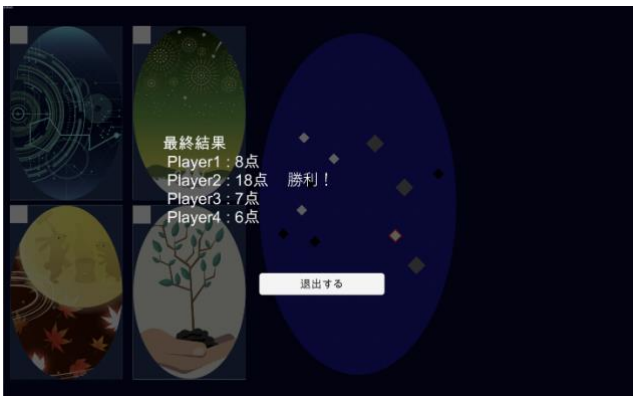 最終結果
Player1 : 8点
Player2 : 18点　勝利！
Player3 : 7点
Player4 : 6点
退出する